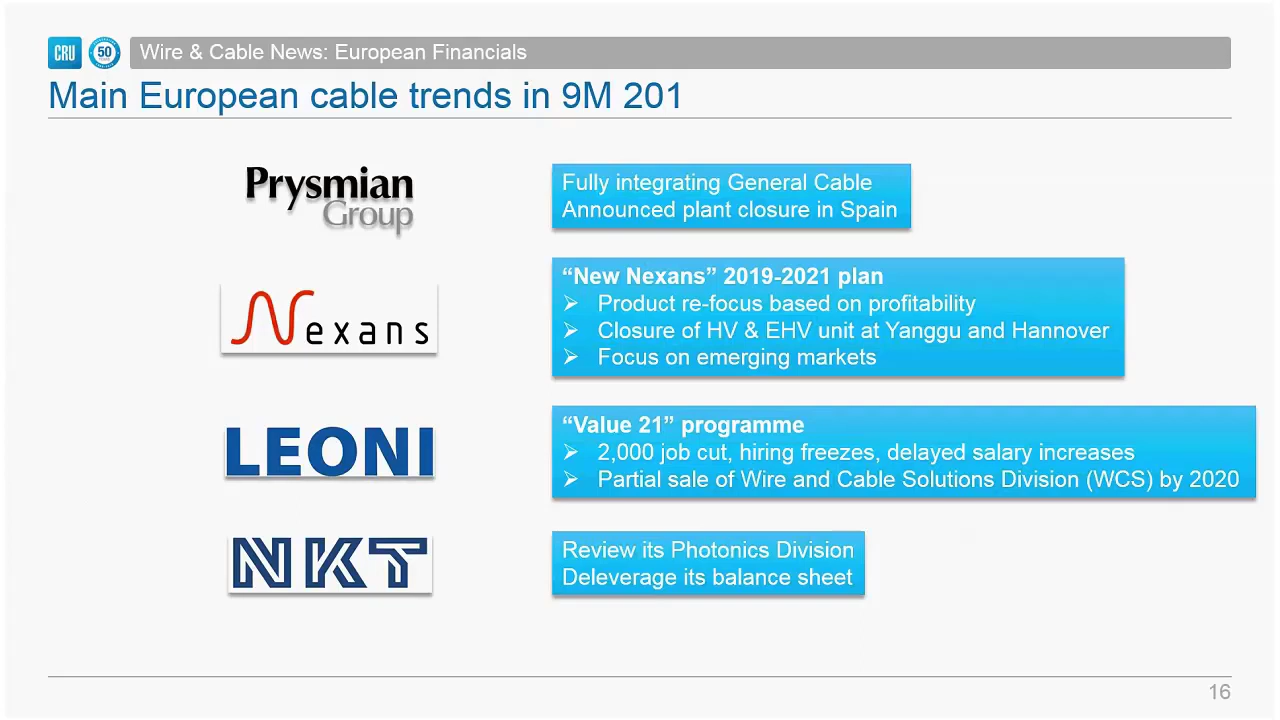 CRU
50
Wire & Cable News: European Financials
Main European cable trends in 9M 201
Prysmian
Group
Fully integrating General Cable
Announced plant closure in Spain
Nexans
“New Nexans” 2019-2021 plan
➢ Product re-focus based on profitability
➢ Closure of HV & EHV unit at Yanggu and Hannover
➢ Focus on emerging markets
LEONI
“Value 21” programme
➢ 2,000 job cut, hiring freezes, delayed salary increases
➢ Partial sale of Wire and Cable Solutions Division (WCS) by 2020
NKT
Review its Photonics Division
Deleverage its balance sheet
16